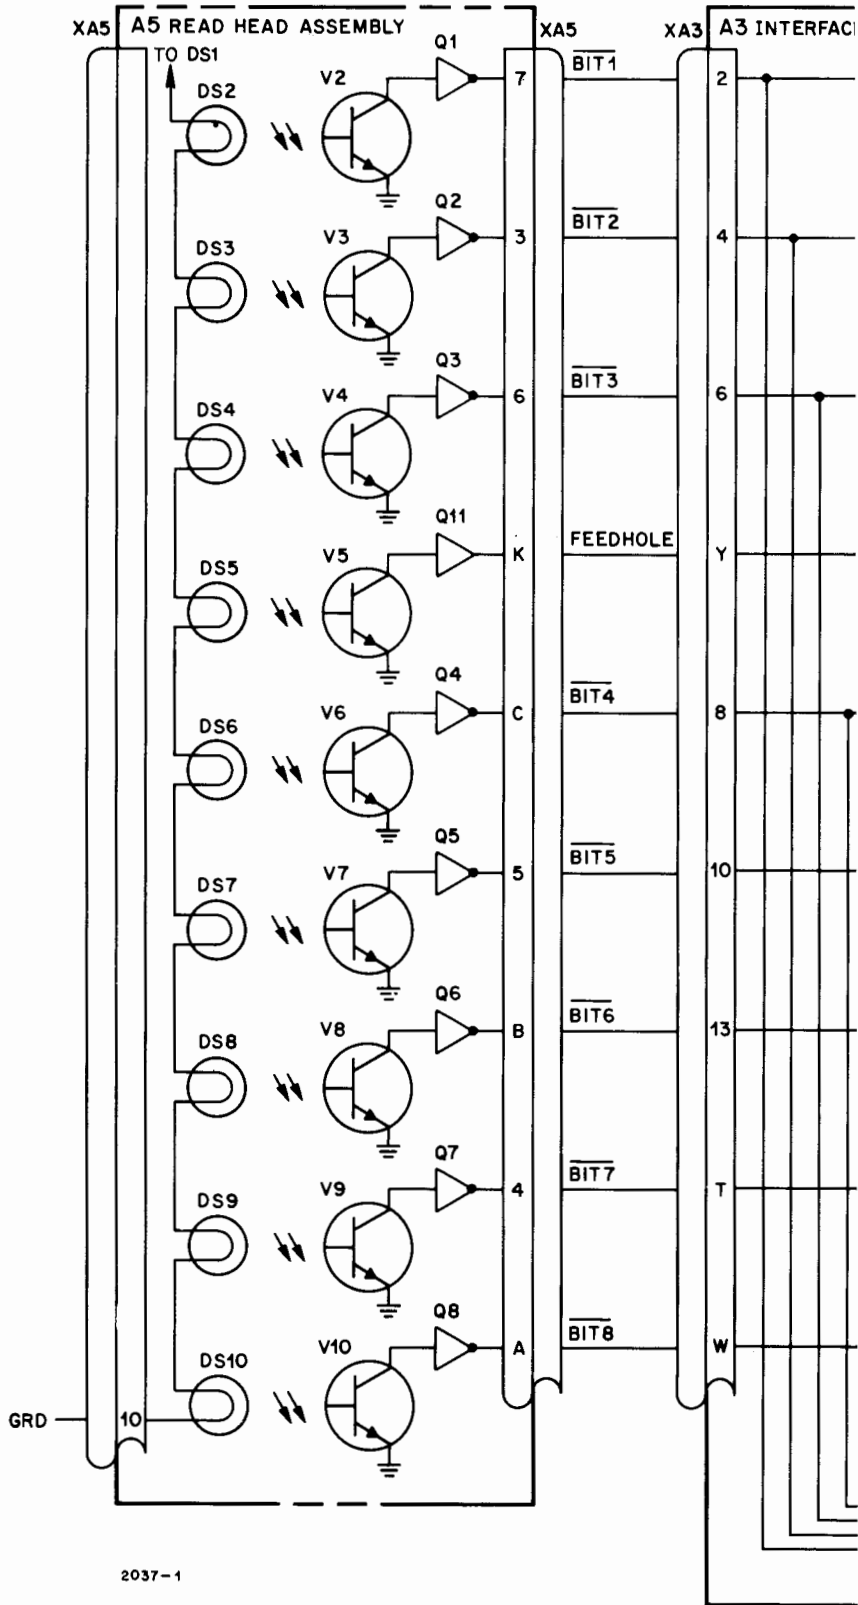 XA5 A5 READ HEAD ASSEMBLY XA5 XA3 A3 INTERFAC
TO DS1
DS2 V2 Q1 7 BIT1 2
DS3 V3 Q2 3 BIT2 4
DS4 V4 Q3 6 BIT3 6
DS5 V5 Q11 K FEEDHOLE Y
DS6 V6 Q4 C BIT4 8
DS7 V7 Q5 5 BIT5 10
DS8 V8 Q6 B BIT6 13
DS9 V9 Q7 4 BIT7 T
DS10 V10 Q8 A BIT8 W
GRD 10
2037-1